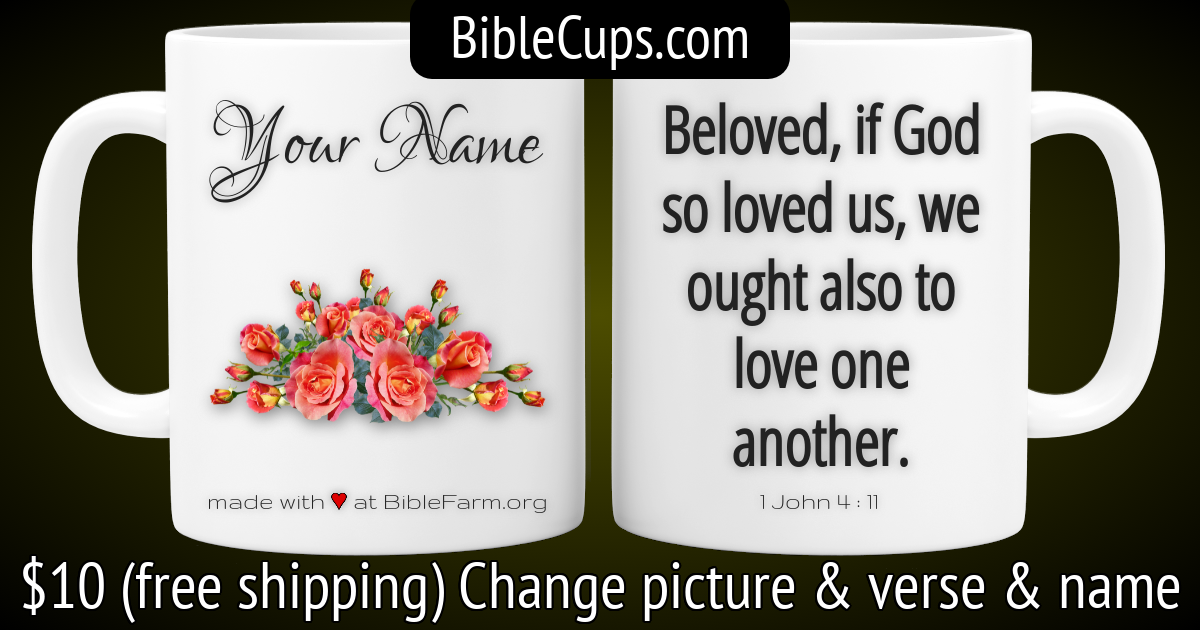 BibleCups.com
Your Name
made with ♥ at BibleFarm.org
Beloved, if God
so loved us, we
ought also to
love one
another.
1 John 4 : 11
$10 (free shipping) Change picture & verse & name